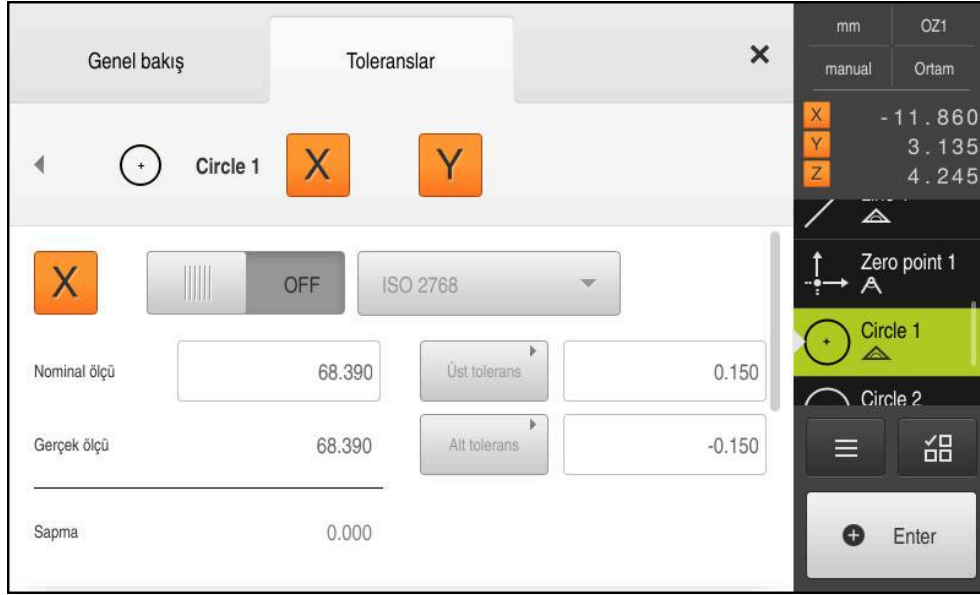 Genel bakış
Toleranslar
Circle 1
X
Y
X
OFF
ISO 2768
Nominal ölçü
68.390
Üst tolerans
0.150
Gerçek ölçü
68.390
Alt tolerans
-0.150
Sapma
0.000
mm
OZ1
manual
Ortam
X -11.860
Y 3.135
Z 4.245
Zero point 1
Circle 1
Circle 2
Enter